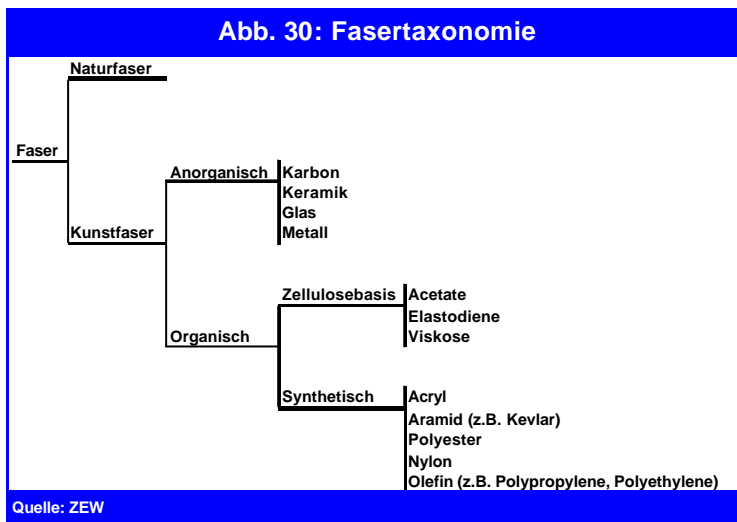 Abb. 30: Fasertaxonomie
Naturfaser
Faser
Anorganisch Karbon
Keramik
Glas
Kunstfaser Metall
Zellulosebasis Acetate
Elastodiene
Organisch Viskose
Synthetisch Acryl
Aramid (z.B. Kevlar)
Polyester
Nylon
Olefin (z.B. Polypropylene, Polyethylene)
Quelle: ZEW